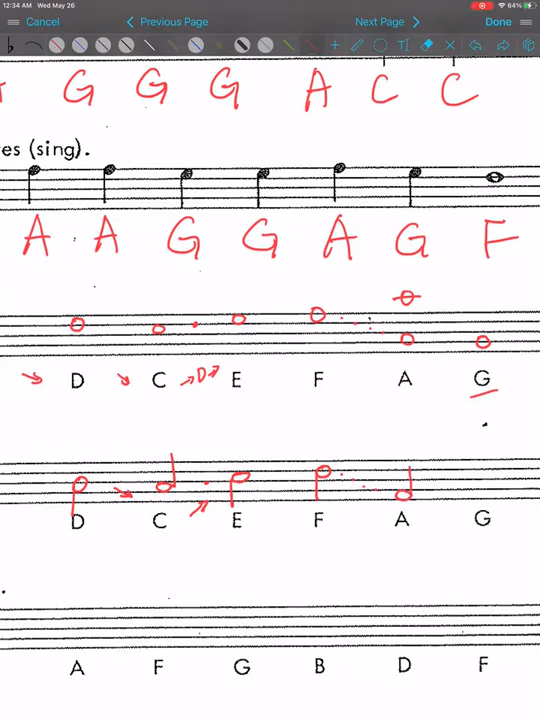 12:34 AM Wed May 26
64%
Cancel
Previous Page
Next Page
Done
T
G G G A C C
es (sing).
A A G G A G F
D C D E F A G
D C E F A G
A F G B D F